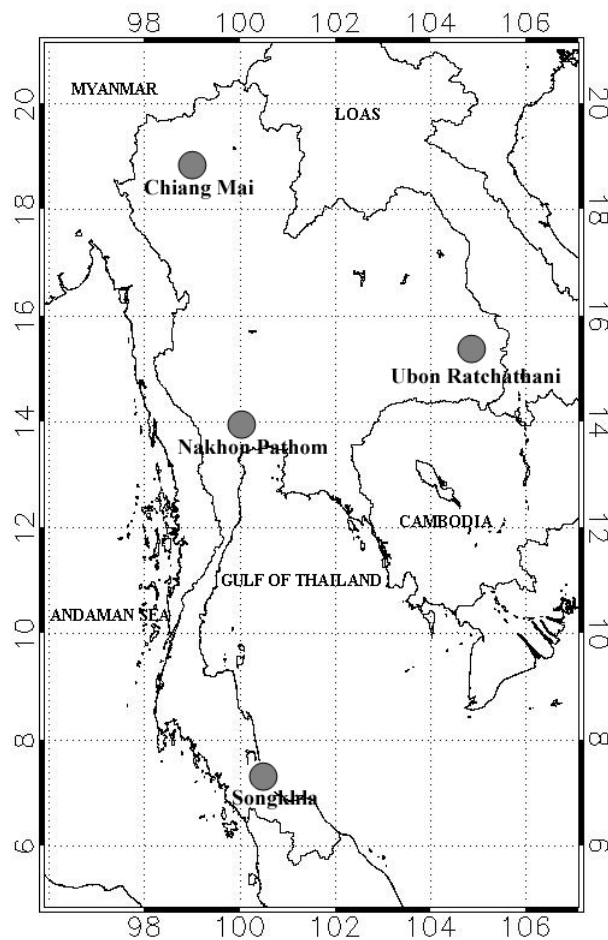 98 100 102 104 106
20 20
MYANMAR
LOAS
Chiang Mai
18 18
16 16
Ubon Ratchathani
14 14
Nakhon Pathom
12 12
CAMBODIA
GULF OF THAILAND
ANDAMAN SEA
10 10
8 8
Songkhla
6 6
98 100 102 104 106